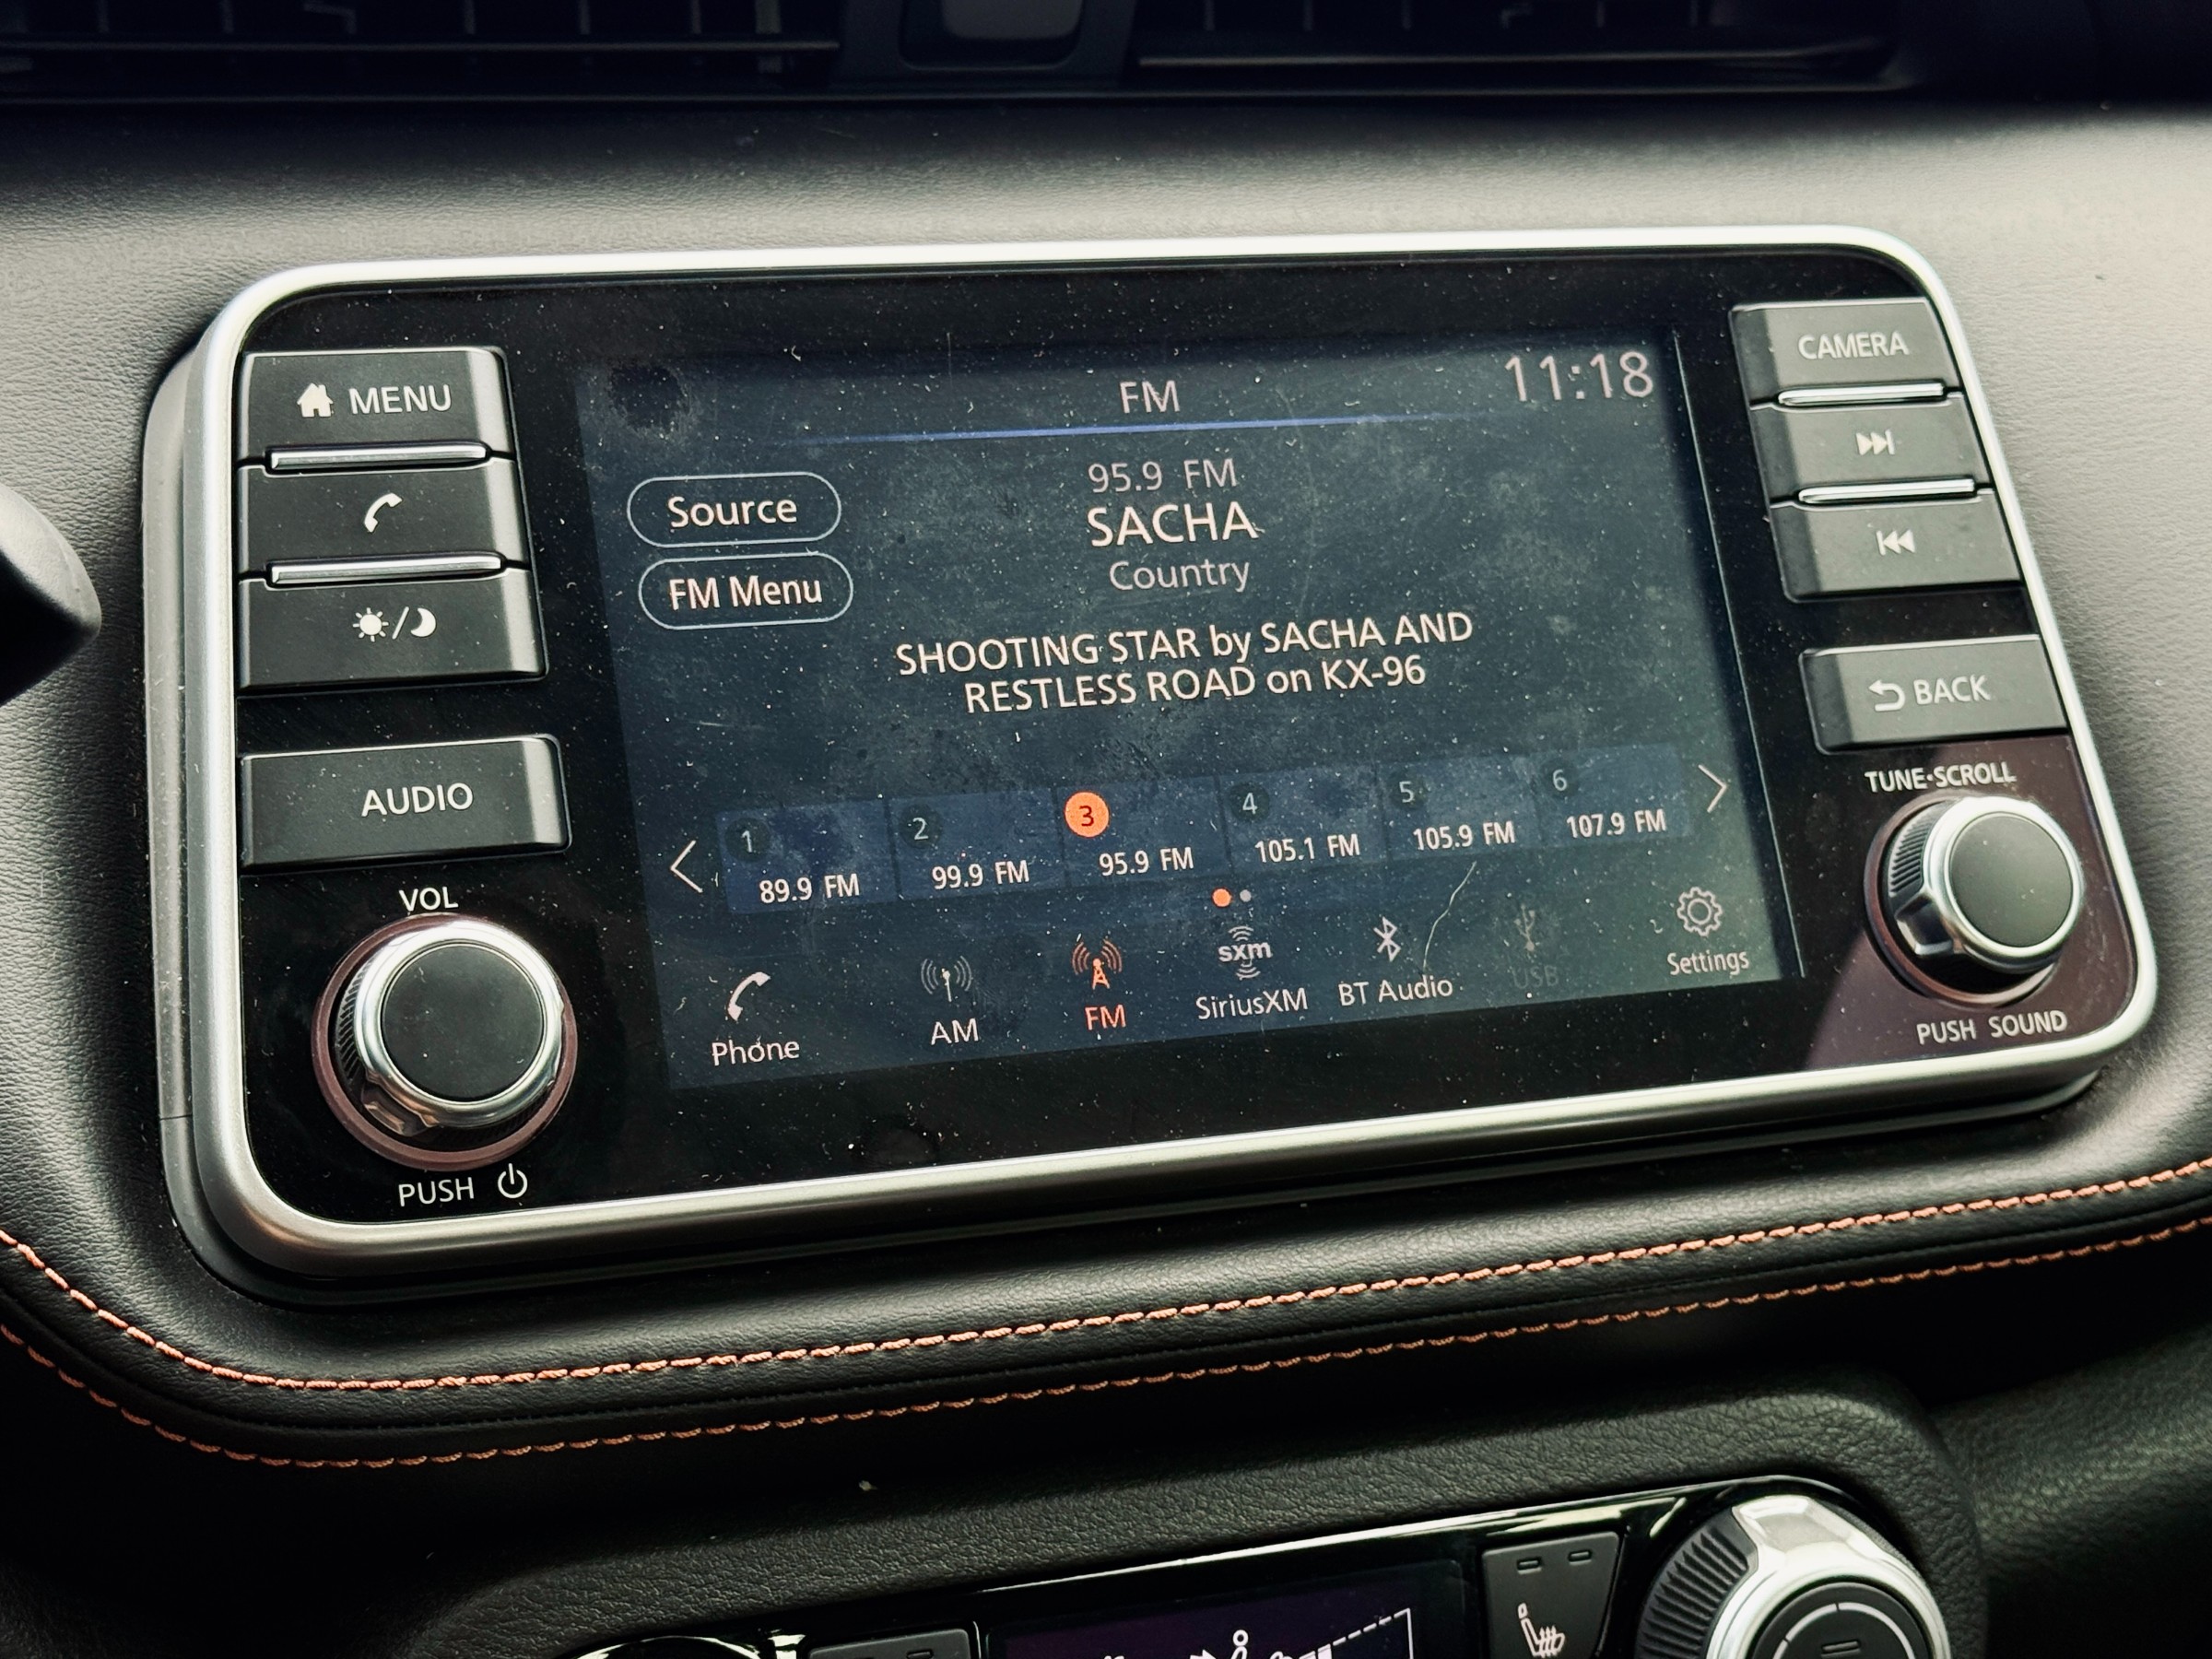 MENU
AUDIO
VOL
PUSH
FM
11:18
Source
FM Menu
95.9 FM
SACHA
Country
SHOOTING STAR by SACHA AND
RESTLESS ROAD on KX-96
1 2 3 4 5 6
89.9 FM 99.9 FM 95.9 FM 105.1 FM 105.9 FM 107.9 FM
sxm
Phone AM FM SiriusXM BT Audio USB Settings
CAMERA
BACK
TUNE·SCROLL
PUSH SOUND